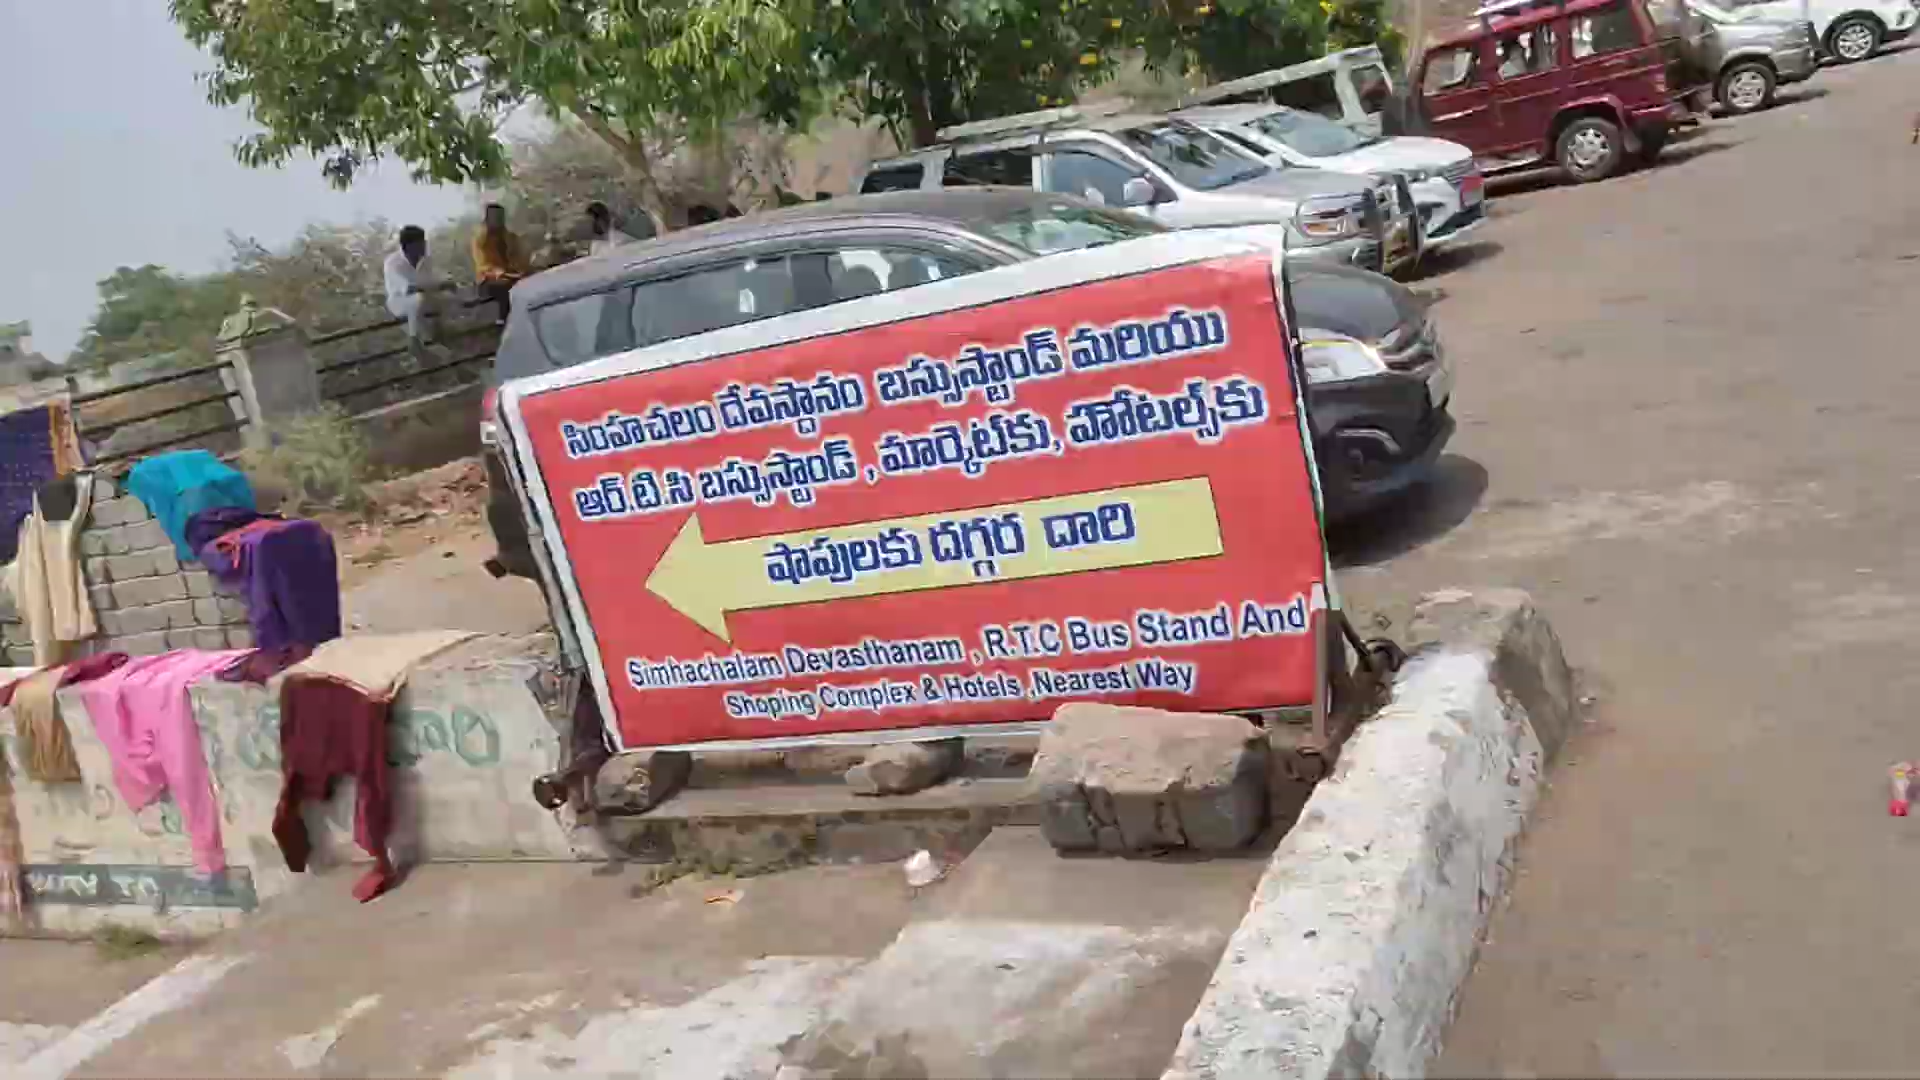 సింహచలం దేవస్థానం బస్సుస్టాండ్ మరియు
ఆర్.టి.సి బస్సుస్టాండ్ , మార్కెట్‌కు, హోటల్స్‌కు
షాపులకు దగ్గర దారి
Simhachalam Devasthanam , R.T.C Bus Stand And
Shoping Complex & Hotels ,Nearest Way